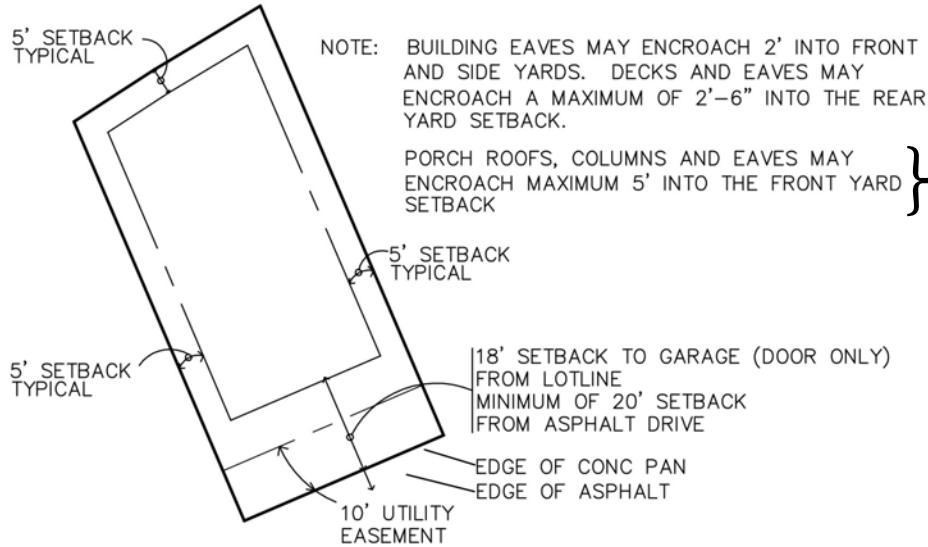 5' SETBACK
TYPICAL
NOTE: BUILDING EAVES MAY ENCROACH 2' INTO FRONT
AND SIDE YARDS. DECKS AND EAVES MAY
ENCROACH A MAXIMUM OF 2'-6" INTO THE REAR
YARD SETBACK.
PORCH ROOFS, COLUMNS AND EAVES MAY
ENCROACH MAXIMUM 5' INTO THE FRONT YARD
SETBACK
5' SETBACK
TYPICAL
5' SETBACK
TYPICAL
18' SETBACK TO GARAGE (DOOR ONLY)
FROM LOTLINE
MINIMUM OF 20' SETBACK
FROM ASPHALT DRIVE
EDGE OF CONC PAN
EDGE OF ASPHALT
10' UTILITY
EASEMENT